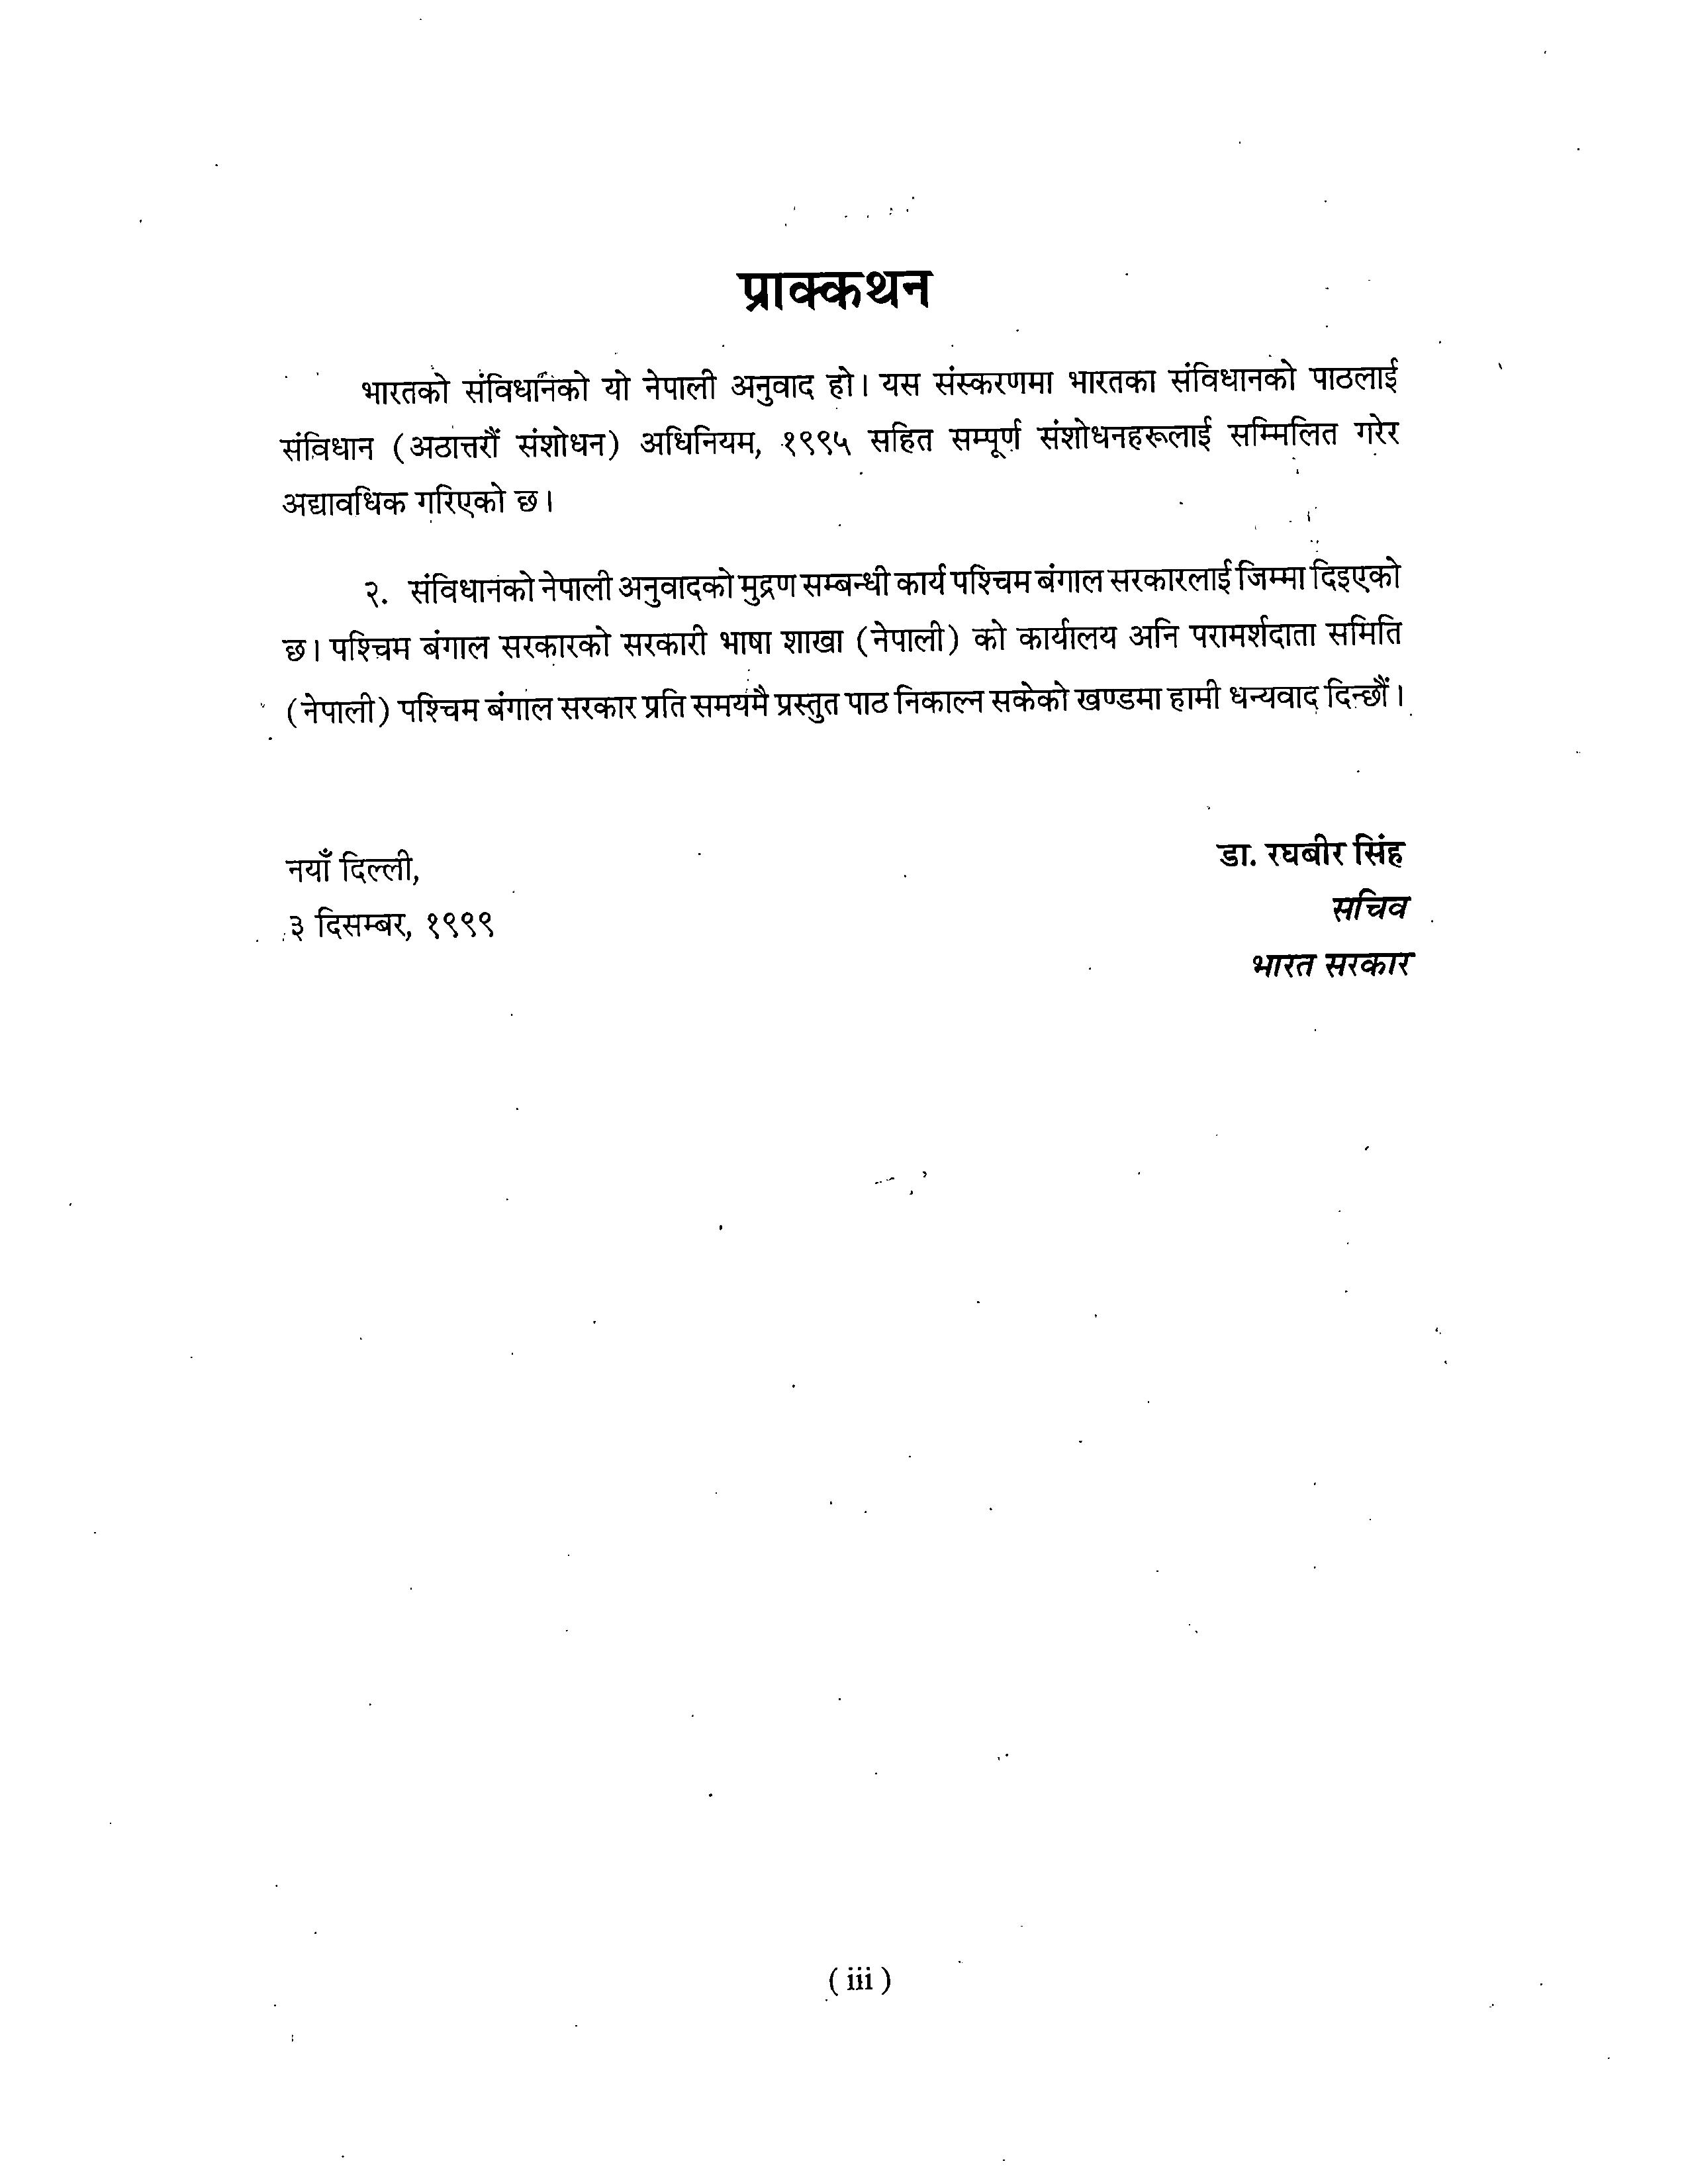 प्राक्कथन
भारतको संविधानको यो नेपाली अनुवाद हो। यस संस्करणमा भारतका संविधानको पाठलाई
संविधान (अठात्तरौं संशोधन) अधिनियम, १९९५ सहित सम्पूर्ण संशोधनहरूलाई सम्मिलित गरेर
अद्यावधिक गरिएको छ।
२. संविधानको नेपाली अनुवादको मुद्रण सम्बन्धी कार्य पश्चिम बंगाल सरकारलाई जिम्मा दिइएको
छ। पश्चिम बंगाल सरकारको सरकारी भाषा शाखा (नेपाली) को कार्यालय अनि परामर्शदाता समिति
(नेपाली) पश्चिम बंगाल सरकार प्रति समयमै प्रस्तुत पाठ निकाल्न सकेको खण्डमा हामी धन्यवाद दिन्छौं।
डा. रघबीर सिंह
नयाँ दिल्ली,
सचिव
३ दिसम्बर, १९९९
भारत सरकार
( iii )